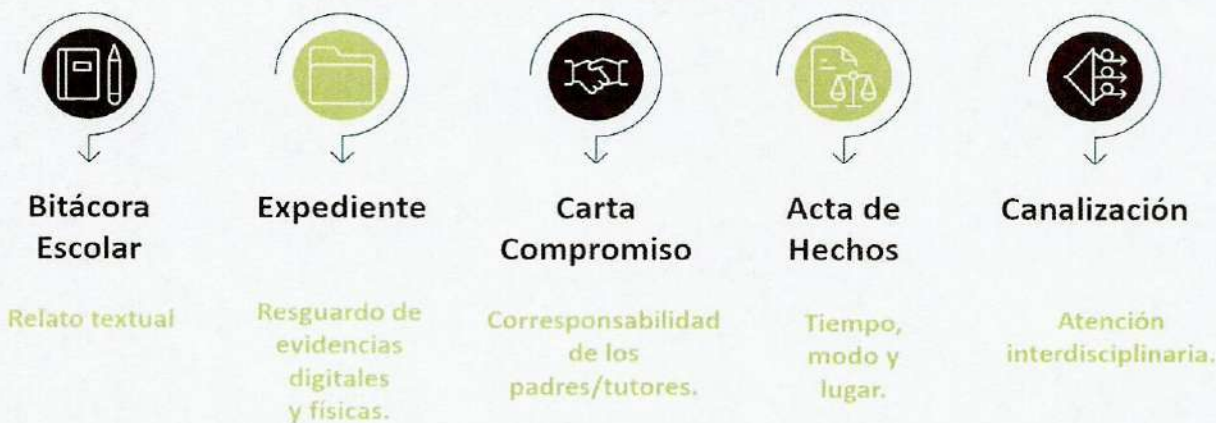 Bitácora
Escolar
Relato textual
Expediente
Resguardo de
evidencias
digitales
y físicas.
Carta
Compromiso
Corresponsabilidad
de los
padres/tutores.
Acta de
Hechos
Tiempo,
modo y
lugar.
Canalización
Atención
interdisciplinaria.